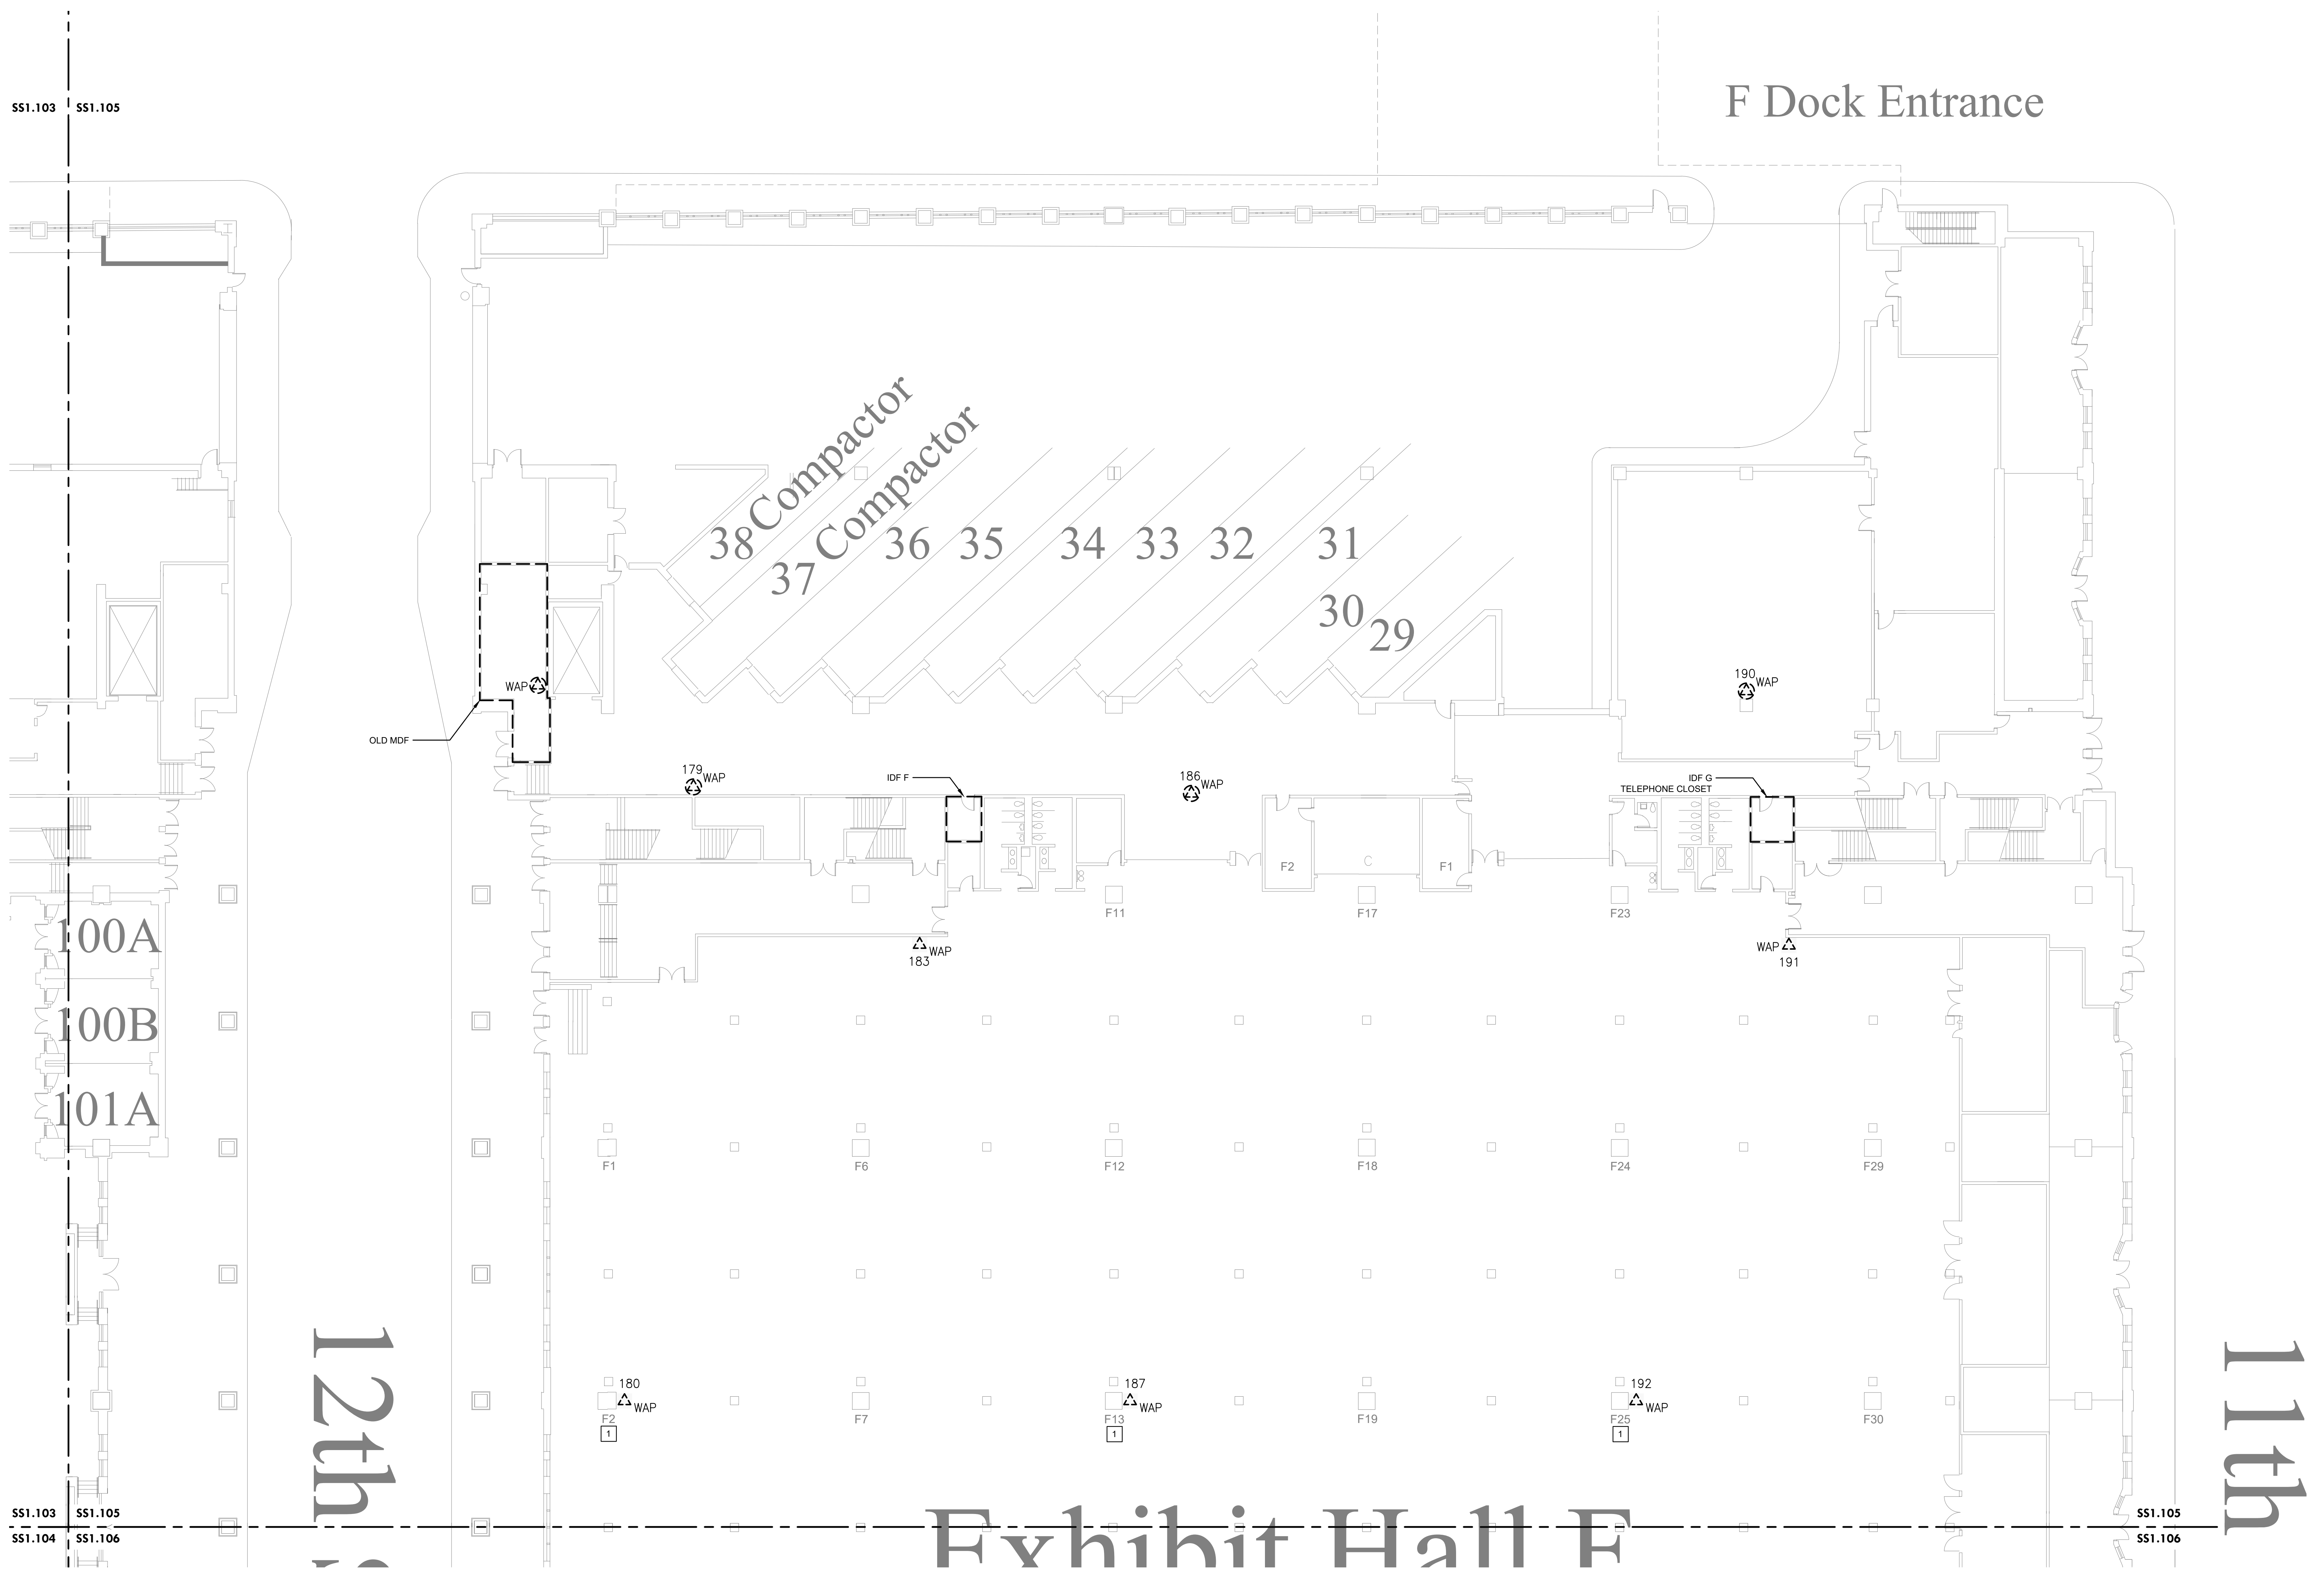 F Dock Entrance
SS1.103 SS1.105
38 Compactor
37 Compactor
36
35
34
33
32
31
30
29
WAP
190
WAP
OLD MDF
179
WAP
IDF F
186
WAP
IDF G
TELEPHONE CLOSET
F2
C
F1
F11
F17
F23
100A
WAP
183
WAP
191
100B
101A
F1
F6
F12
F18
F24
F29
12th
11th
180
WAP
187
WAP
192
WAP
F2
F7
F13
F19
F25
F30
1
1
1
SS1.103 SS1.105
SS1.105
Exhibit Hall F
SS1.104 SS1.106
SS1.106